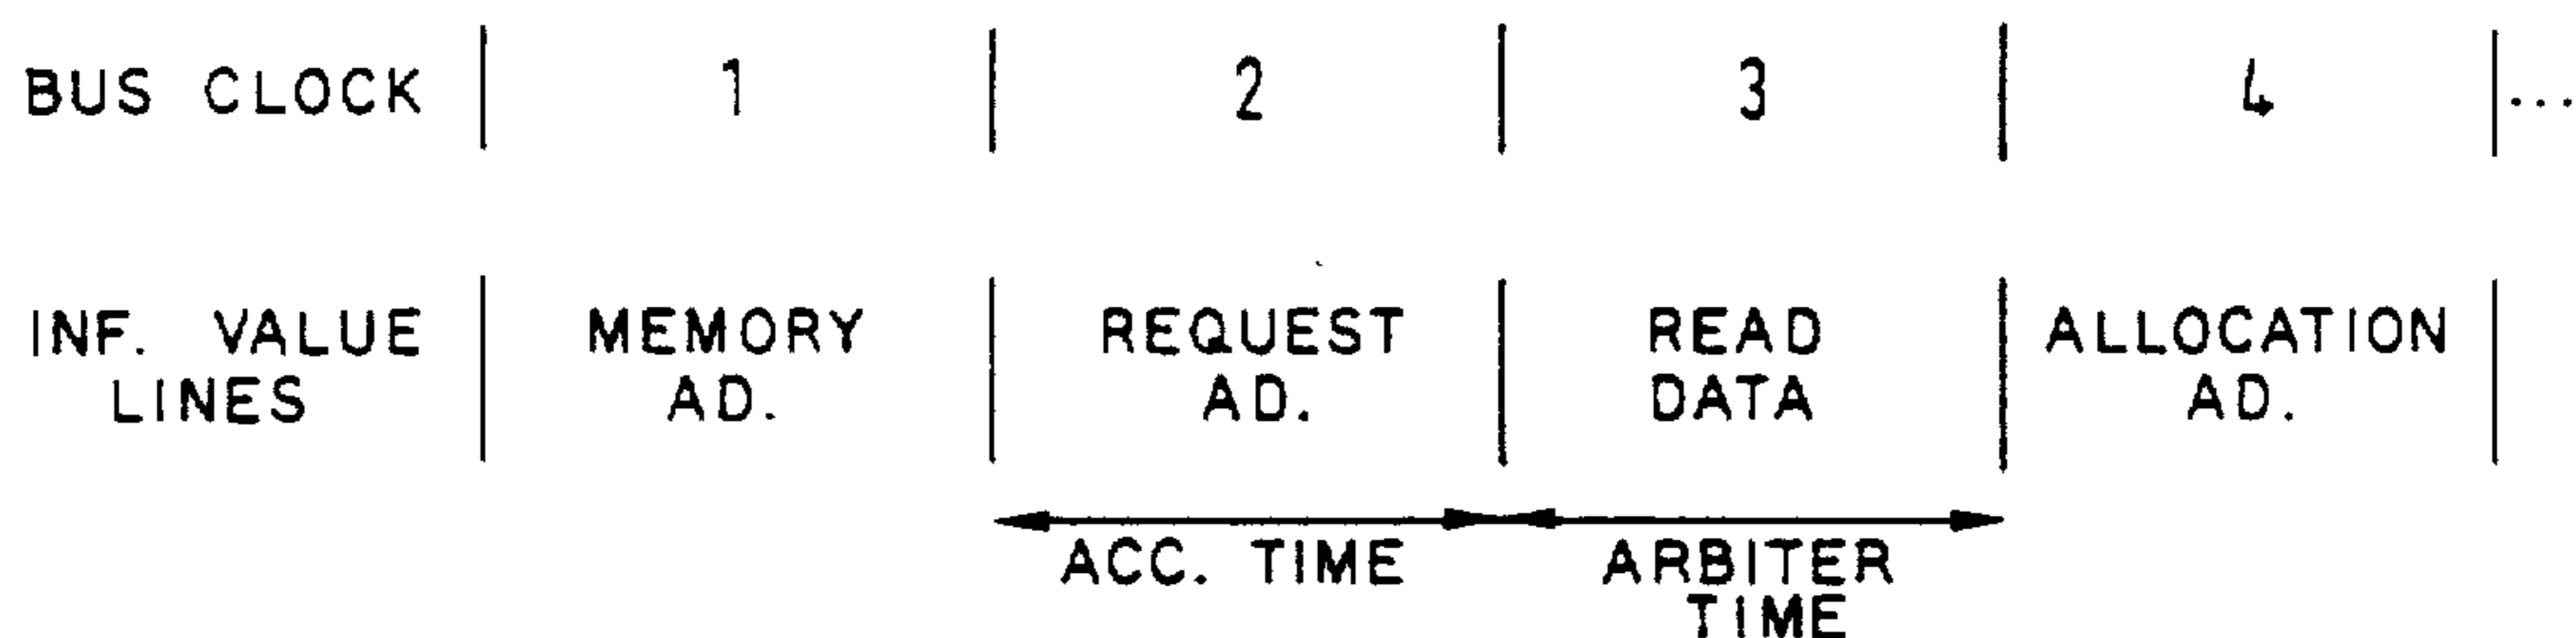 BUS CLOCK 1 2 3 4 ...
INF. VALUE MEMORY REQUEST READ ALLOCATION
LINES AD. AD. DATA AD.
ACC. TIME ARBITER
TIME